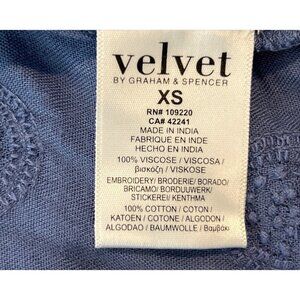 velvet
BY GRAHAM & SPENCER
XS
RN# 109220
CA# 42241
MADE IN INDIA
FABRIQUE EN INDE
HECHO EN INDIA
100% VISCOSE / VISCOSA /
βισκόζη / VISKOSE
EMBROIDERY/ BRODERIE/ BORADO/
BRICAMO/ BORDUURWERK/
STICKEREI/ KENTHMA
100% COTTON / COTON /
KATOEN / COTONE / ALGODON /
ALGODAO / BAUMWOLLE / Βαμβάκι